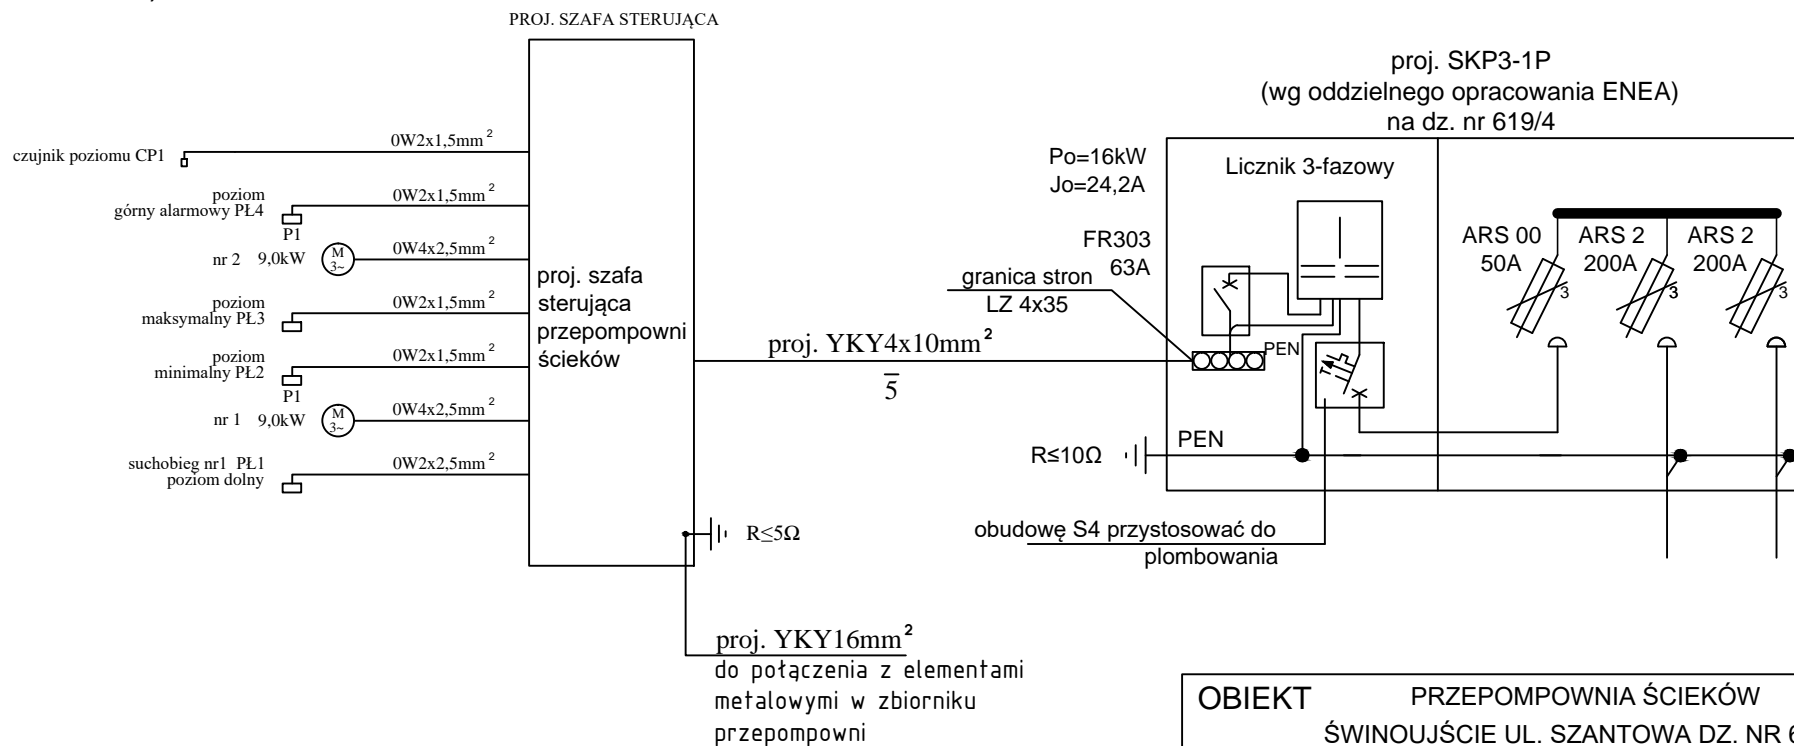 PROJ. SZAFA STERUJĄCA
czujnik poziomu CP1
0W2x1,5mm²
poziom
górny alarmowy PŁ4
P1
0W2x1,5mm²
nr 2 9,0kW
M
3~
0W4x2,5mm²
poziom
maksymalny PŁ3
0W2x1,5mm²
poziom
minimalny PŁ2
P1
0W2x1,5mm²
nr 1 9,0kW
M
3~
0W4x2,5mm²
suchobieg nr1 PŁ1
poziom dolny
0W2x2,5mm²
proj. szafa
sterująca
przepompowni
ścieków
R≤5Ω
proj. YKY16mm²
do połączenia z elementami
metalowymi w zbiorniku
przepompowni
proj. YKY4x10mm²
5
proj. SKP3-1P
(wg oddzielnego opracowania ENEA)
na dz. nr 619/4
Po=16kW
Jo=24,2A
Licznik 3-fazowy
FR303
63A
granica stron
LZ 4x35
PEN
ARS 00
50A
3
ARS 2
200A
3
ARS 2
200A
3
R≤10Ω
PEN
obudowę S4 przystosować do
plombowania
OBIEKT
PRZEPOMPOWNIA ŚCIEKÓW
ŚWINOUJŚCIE UL. SZANTOWA DZ. NR